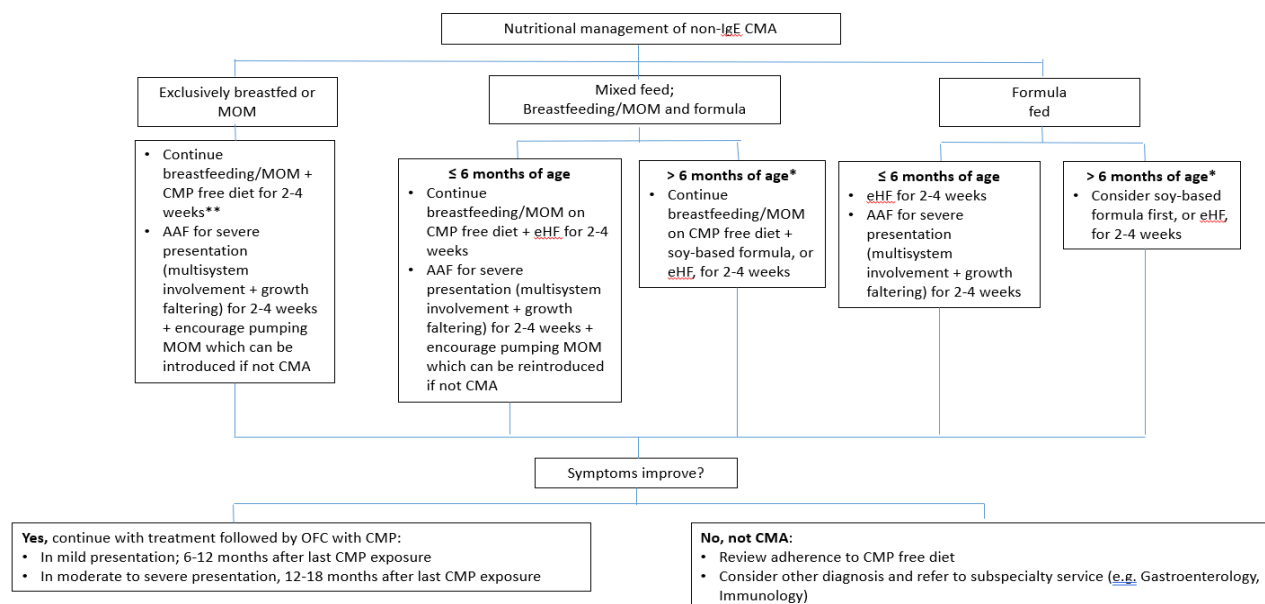 Nutritional management of non-IgE CMA
Exclusively breastfed or
MOM
Mixed feed;
Breastfeeding/MOM and formula
Formula
fed
• Continue
breastfeeding/MOM +
CMP free diet for 2-4
weeks**
• AAF for severe
presentation
(multisystem
involvement + growth
faltering) for 2-4 weeks
+ encourage pumping
MOM which can be
introduced if not CMA
≤ 6 months of age
• Continue
breastfeeding/MOM on
CMP free diet + eHF for 2-4
weeks
• AAF for severe
presentation (multisystem
involvement + growth
faltering) for 2-4 weeks +
encourage pumping MOM
which can be reintroduced
if not CMA
> 6 months of age*
• Continue
breastfeeding/MOM
on CMP free diet +
soy-based formula, or
eHF, for 2-4 weeks
≤ 6 months of age
• eHF for 2-4 weeks
• AAF for severe
presentation
(multisystem
involvement + growth
faltering) for 2-4 weeks
> 6 months of age*
• Consider soy-based
formula first, or eHF,
for 2-4 weeks
Symptoms improve?
Yes, continue with treatment followed by OFC with CMP:
• In mild presentation; 6-12 months after last CMP exposure
• In moderate to severe presentation, 12-18 months after last CMP exposure
No, not CMA:
• Review adherence to CMP free diet
• Consider other diagnosis and refer to subspecialty service (e.g. Gastroenterology,
Immunology)